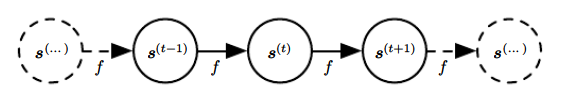 s(... ) s(t−1) s(t) s(t+1) s(... )
f f f f